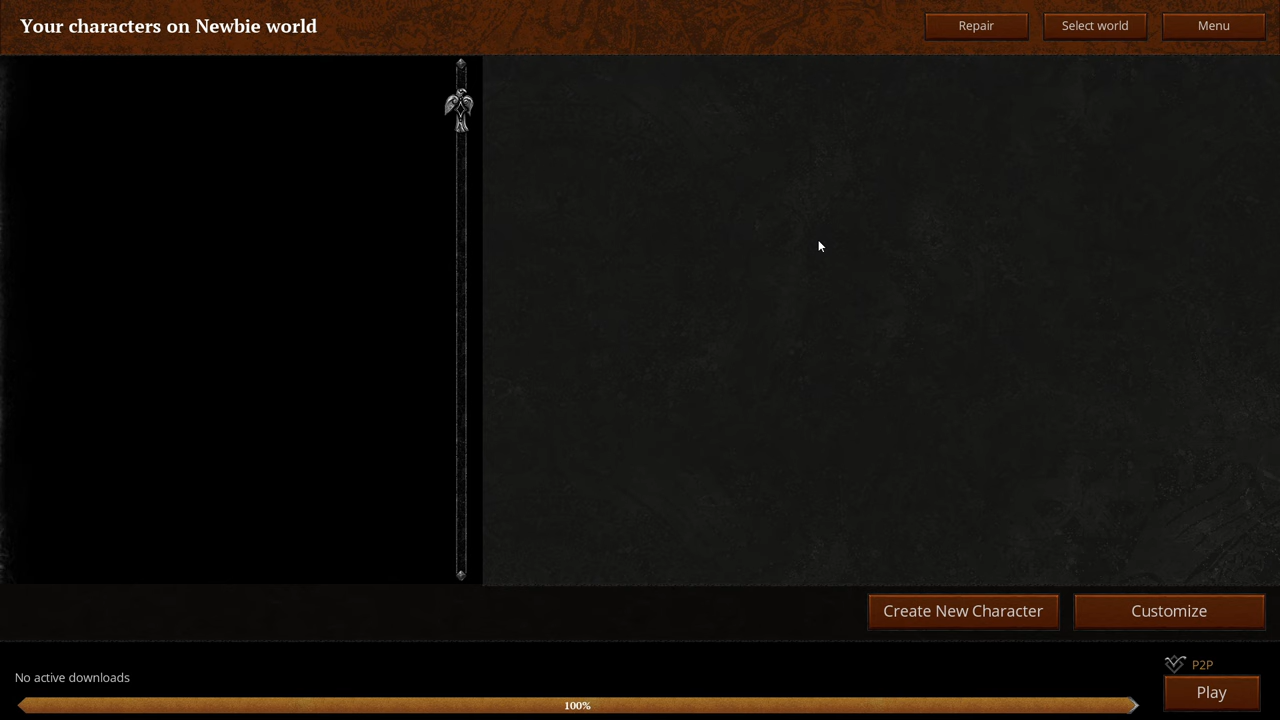 Your characters on Newbie world
Repair
Select world
Menu
Create New Character
Customize
No active downloads
P2P
100%
Play